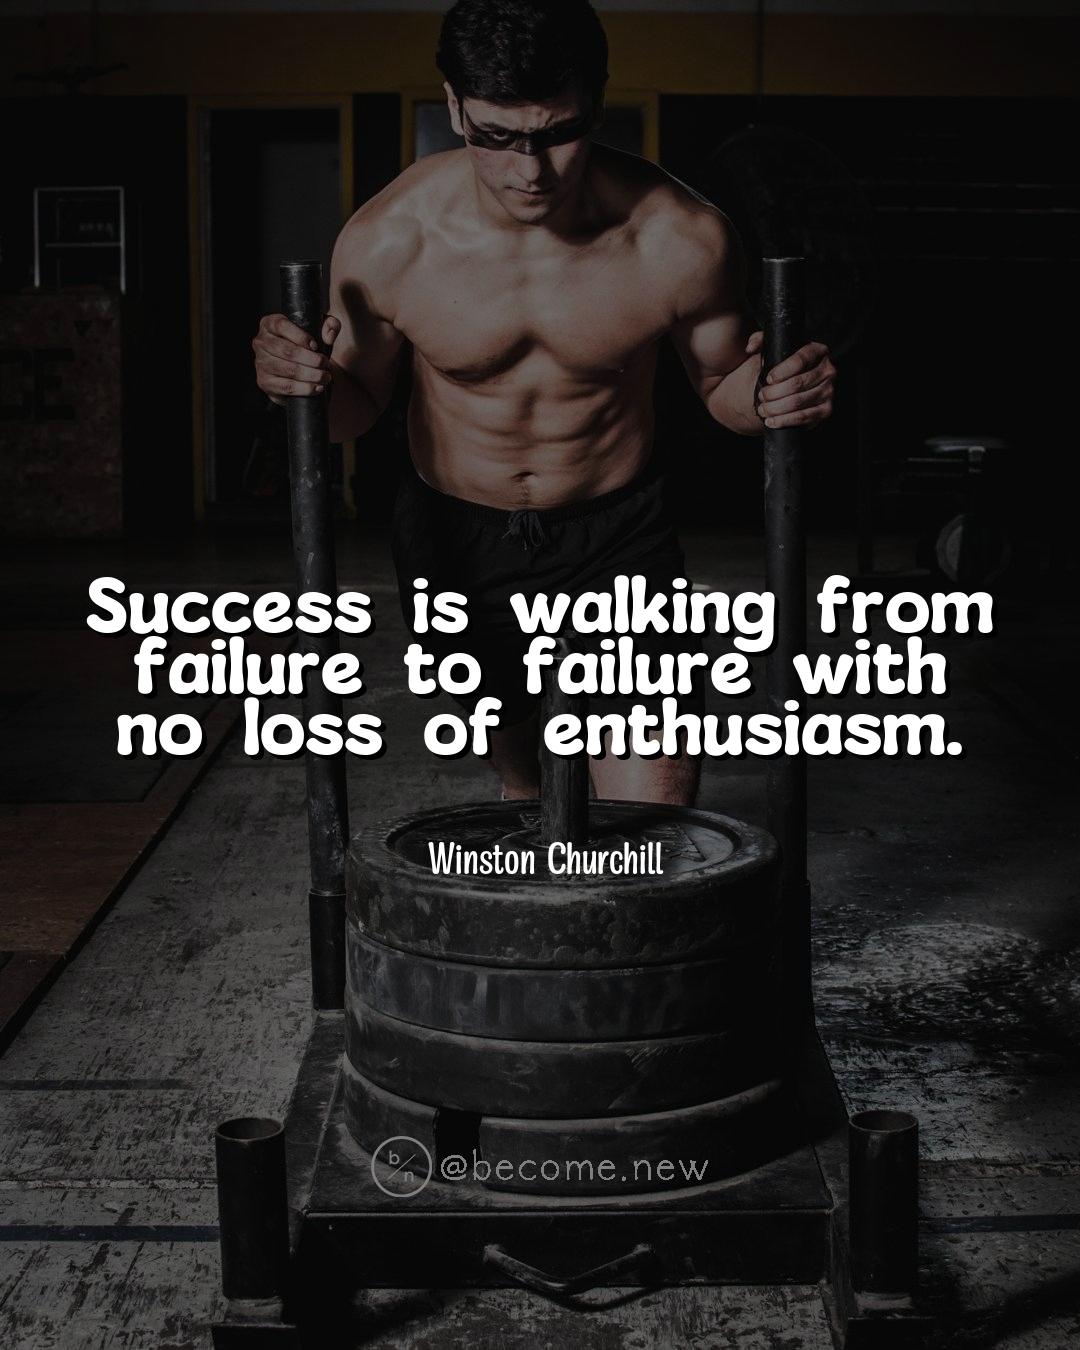 Success is walking from
failure to failure with
no loss of enthusiasm.
Winston Churchill
b/n @become.new